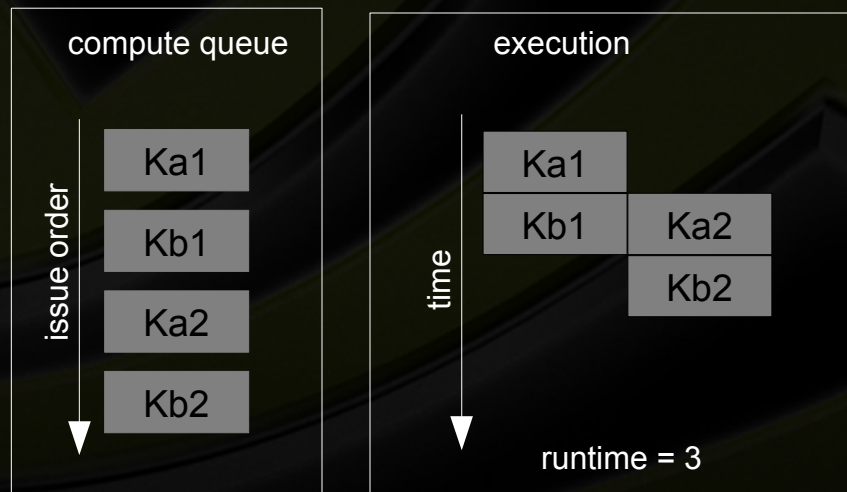 compute queue
issue order
Ka1
Kb1
Ka2
Kb2
execution
time
Ka1
Kb1 Ka2
Kb2
runtime = 3